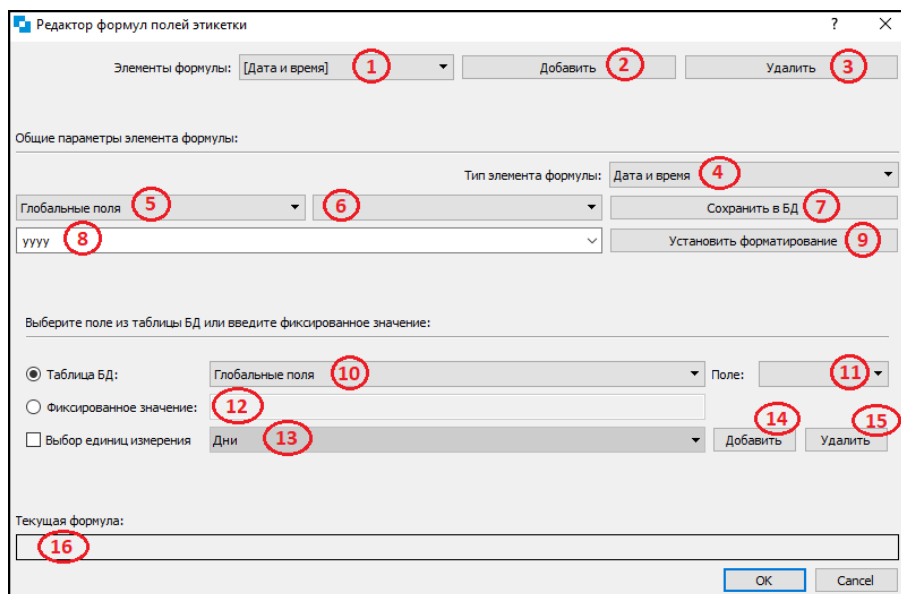 Редактор формул полей этикетки ?
Элементы формулы: [Дата и время] 1 Добавить 2 Удалить 3
Общие параметры элемента формулы:
Тип элемента формулы: Дата и время 4
Глобальные поля 5 6 Сохранить в БД 7
yyyy 8 Установить форматирование 9
Выберите поле из таблицы БД или введите фиксированное значение:
Таблица БД: Глобальные поля 10 Поле: 11
Фиксированное значение: 12
Выбор единиц измерения Дни 13 Добавить 14 Удалить 15
Текущая формула:
16
OK Cancel